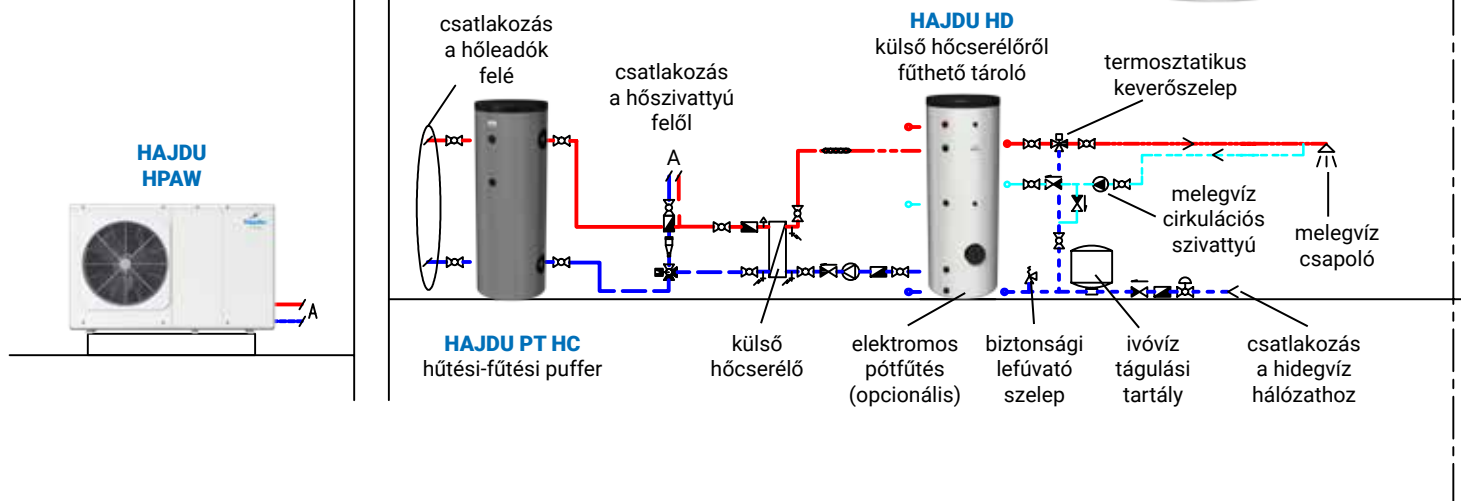 HAJDU
HPAW
A
csatlakozás
a hőleadók
felé
csatlakozás
a hőszivattyú
felől
A
HAJDU HD
külső hőcserélőről
fűthető tároló
termosztatikus
keverőszelep
melegvíz
cirkulációs
szivattyú
melegvíz
csapoló
HAJDU PT HC
hűtési-fűtési puffer
külső
hőcserélő
elektromos
pótfűtés
(opcionális)
biztonsági
lefúvató
szelep
ivóvíz
tágulási
tartály
csatlakozás
a hidegvíz
hálózathoz